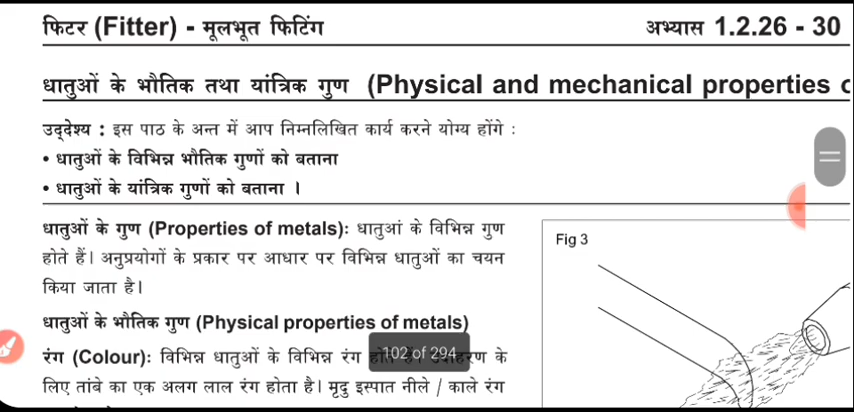 फिटर (Fitter) - मूलभूत फिटिंग
अभ्यास 1.2.26 - 30
धातुओं के भौतिक तथा यांत्रिक गुण (Physical and mechanical properties
उद्देश्य : इस पाठ के अन्त में आप निम्नलिखित कार्य करने योग्य होंगे :
• धातुओं के विभिन्न भौतिक गुणों को बताना
• धातुओं के यांत्रिक गुणों को बताना ।
धातुओं के गुण (Properties of metals): धातुआं के विभिन्न गुण
होते हैं। अनुप्रयोगों के प्रकार पर आधार पर विभिन्न धातुओं का चयन
किया जाता है।
धातुओं के भौतिक गुण (Physical properties of metals)
रंग (Colour): विभिन्न धातुओं के विभिन्न रंग के
लिए तांबे का एक अलग लाल रंग होता है। मृदु इस्पात नीले / काले रंग
Fig 3
102 of 294